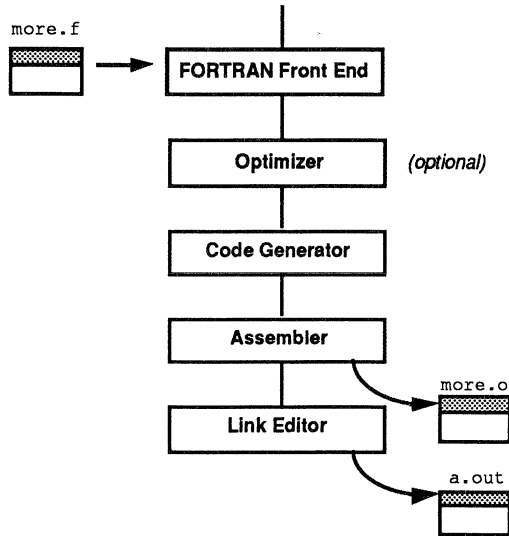 more.f
FORTRAN Front End
Optimizer (optional)
Code Generator
Assembler
more.o
Link Editor
a.out